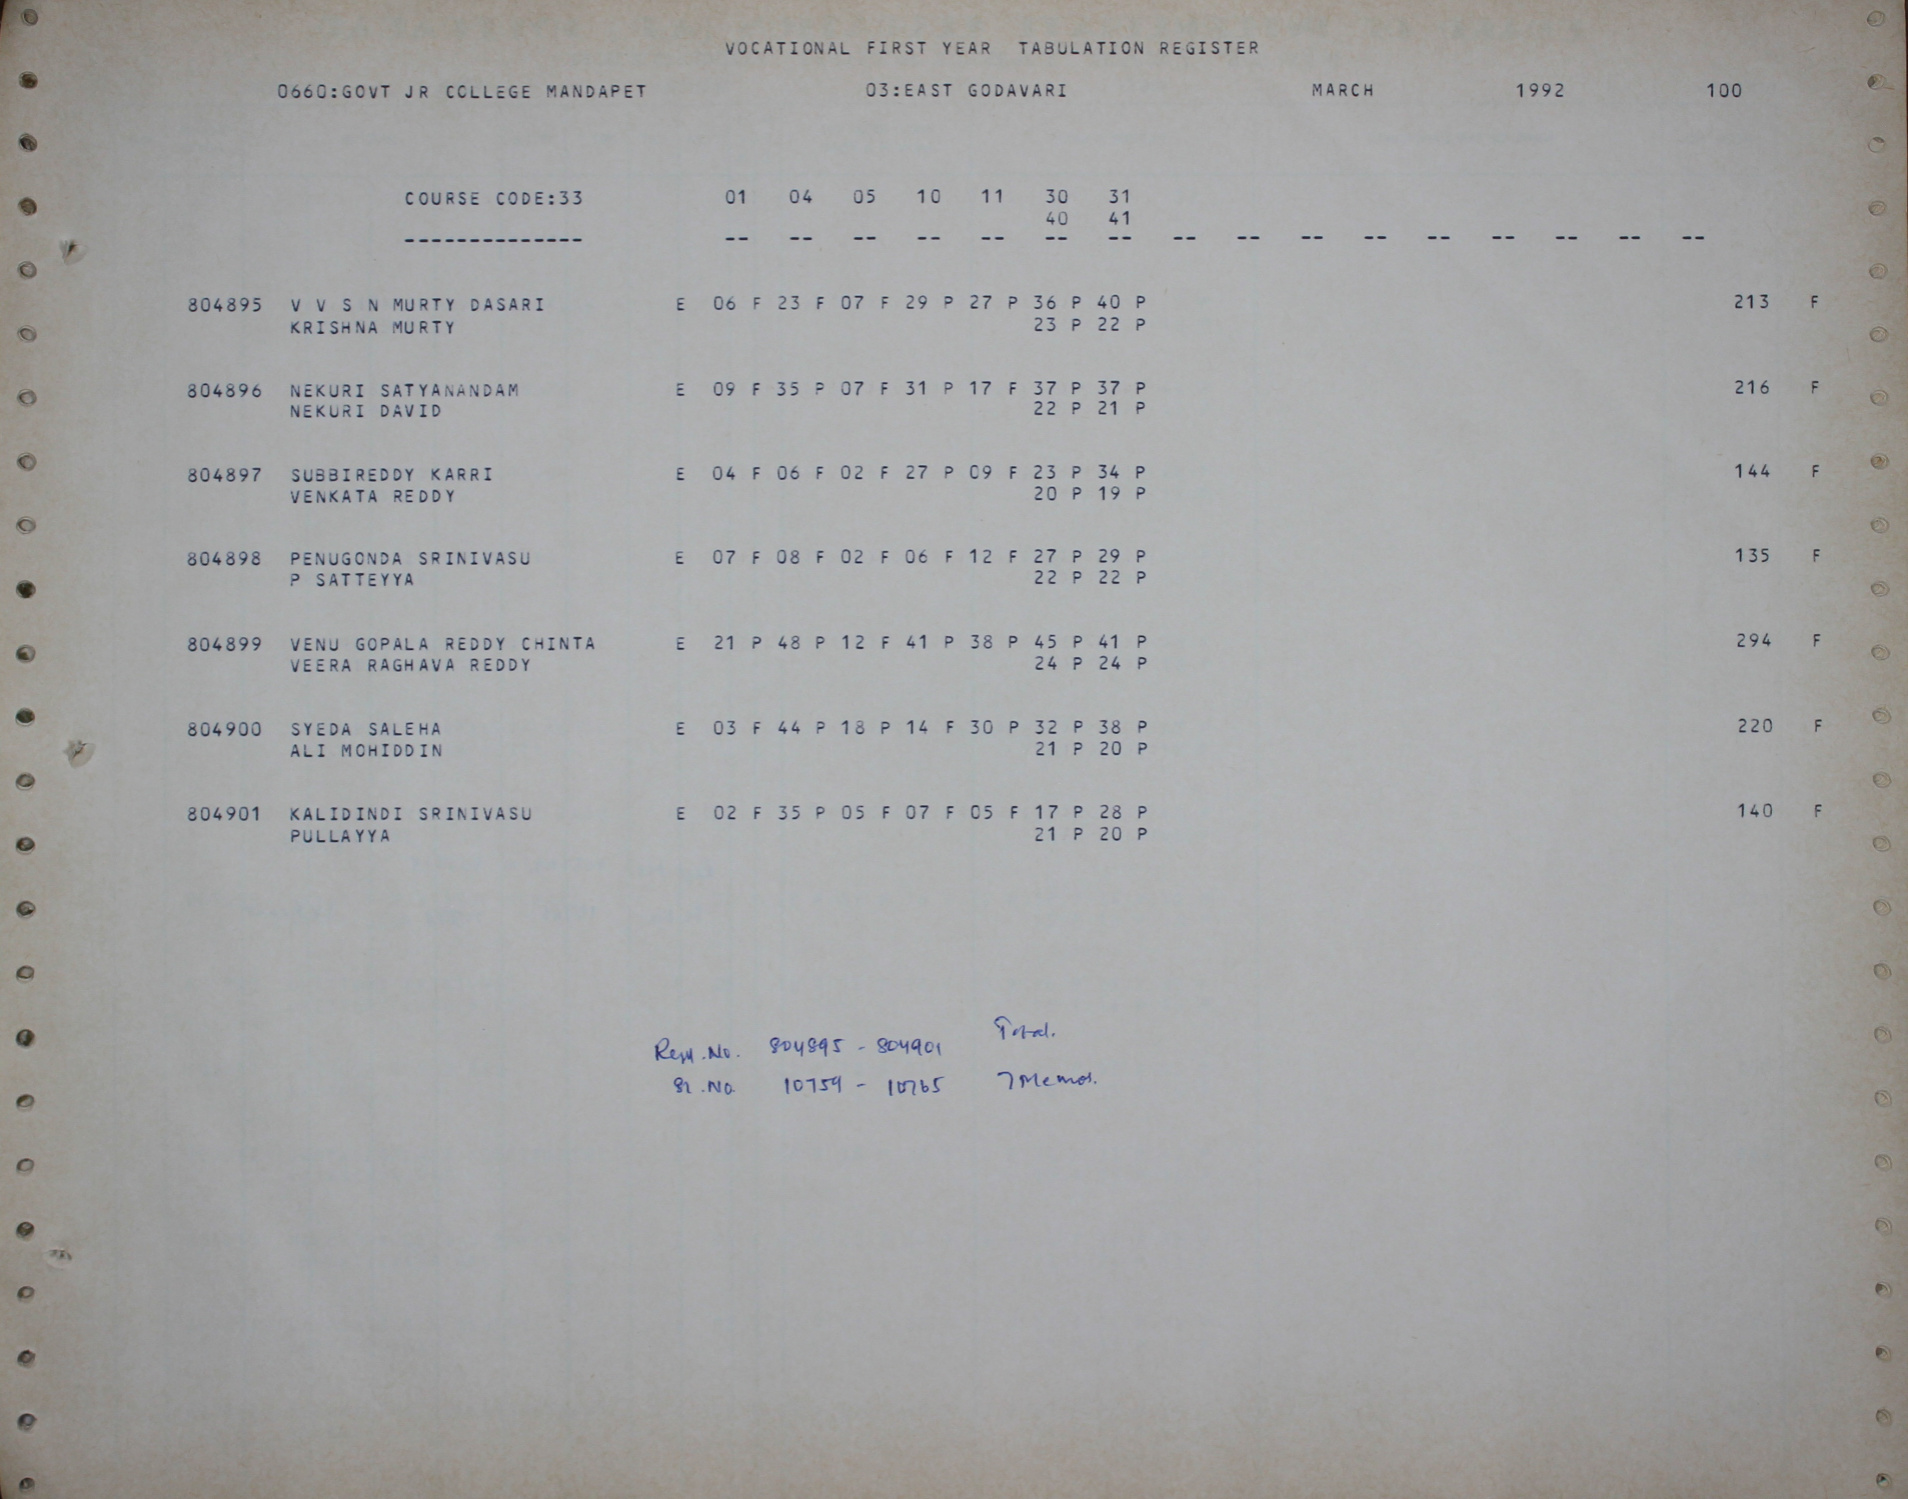 VOCATIONAL FIRST YEAR TABULATION REGISTER
0660:GOVT JR COLLEGE MANDAPET 03:EAST GODAVARI MARCH 1992 100
COURSE CODE:33 01 04 05 10 11 30 31
40 41
-------------- -- -- -- -- -- -- -- -- -- -- -- -- -- -- -- --
804895 V V S N MURTY DASARI E 06 F 23 F 07 F 29 P 27 P 36 P 40 P 213 F
KRISHNA MURTY 23 P 22 P
804896 NEKURI SATYANANDAM E 09 F 35 P 07 F 31 P 17 F 37 P 37 P 216 F
NEKURI DAVID 22 P 21 P
804897 SUBBIREDDY KARRI E 04 F 06 F 02 F 27 P 09 F 23 P 34 P 144 F
VENKATA REDDY 20 P 19 P
804898 PENUGONDA SRINIVASU E 07 F 08 F 02 F 06 F 12 F 27 P 29 P 135 F
P SATTEYYA 22 P 22 P
804899 VENU GOPALA REDDY CHINTA E 21 P 48 P 12 F 41 P 38 P 45 P 41 P 294 F
VEERA RAGHAVA REDDY 24 P 24 P
804900 SYEDA SALEHA E 03 F 44 P 18 P 14 F 30 P 32 P 38 P 220 F
ALI MOHIDDIN 21 P 20 P
804901 KALIDINDI SRINIVASU E 02 F 35 P 05 F 07 F 05 F 17 P 28 P 140 F
PULLAYYA 21 P 20 P
No. 804895 - 804901 Total.
Sr. No. 10759 - 10765 7 Memos.